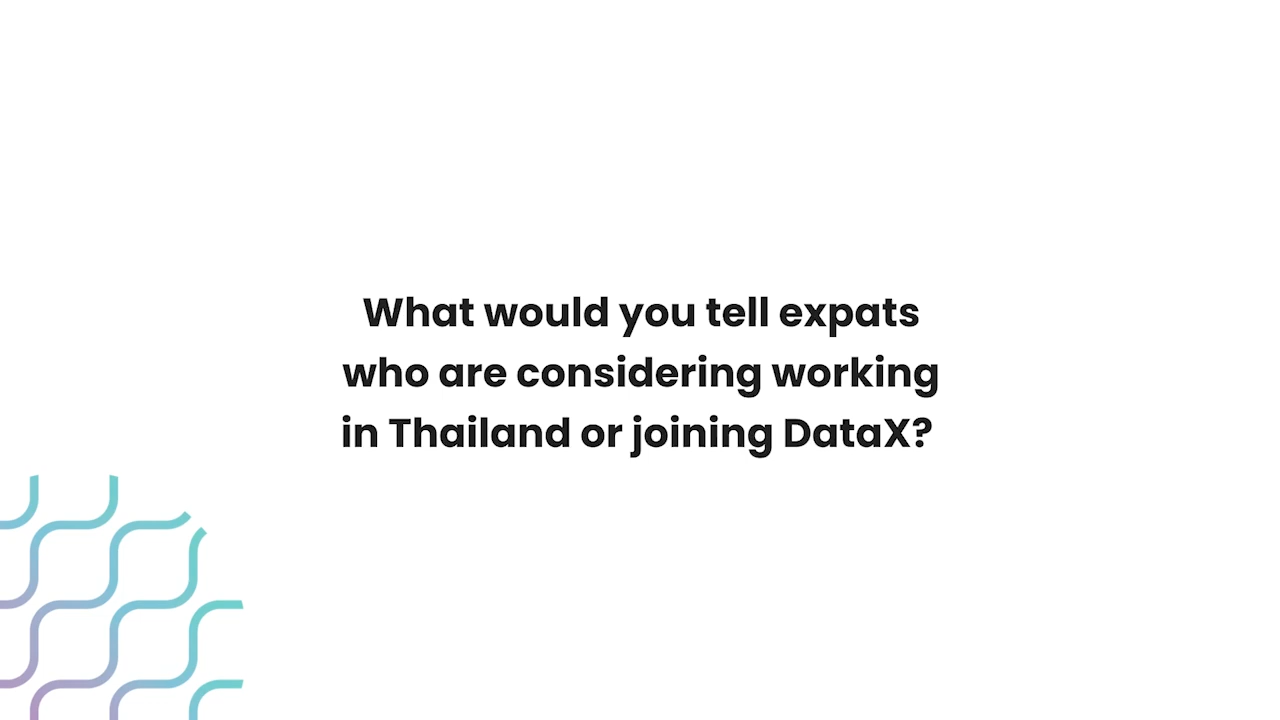 What would you tell expats
who are considering working
in Thailand or joining DataX?